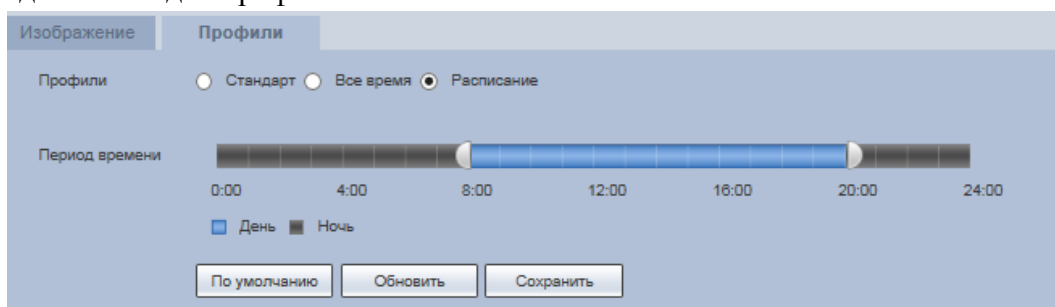 Изображение Профили
Профили Стандарт Все время Расписание
Период времени
0:00 4:00 8:00 12:00 16:00 20:00 24:00
День Ночь
По умолчанию Обновить Сохранить